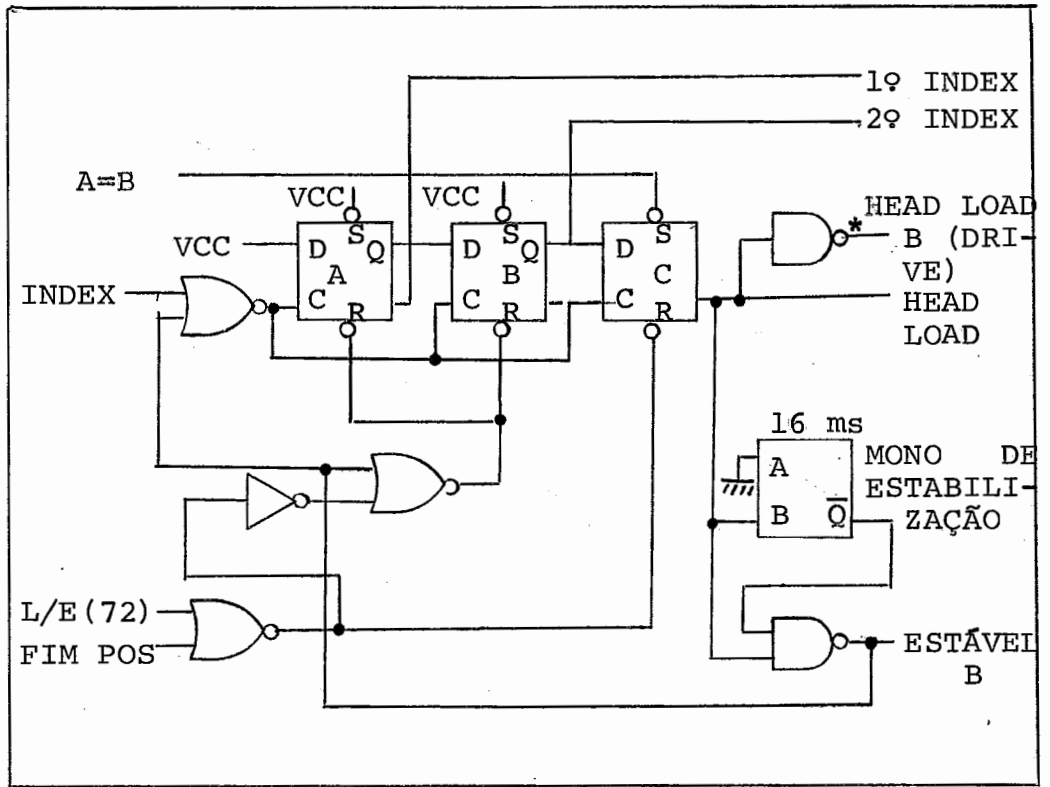 1º INDEX
2º INDEX
A=B
VCC
VCC
HEAD LOAD
B (DRI-
VE)
VCC
D S Q
A
C R
D S Q
B
C R
D S
C
C R
*
INDEX
HEAD
LOAD
16 ms
A
B Q̅
MONO DE
ESTABILI-
ZAÇÃO
L/E(72)
FIM POS
ESTÁVEL
B